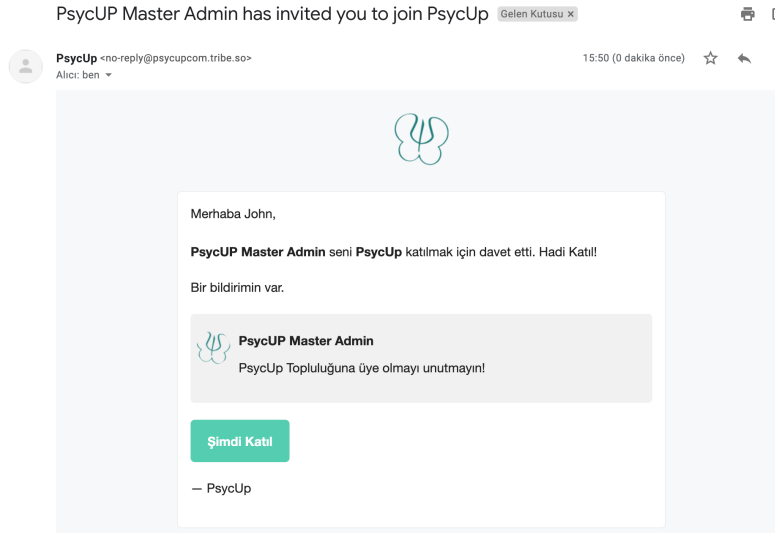 PsycUP Master Admin has invited you to join PsycUp Gelen Kutusu ×
PsycUp <no-reply@psycupcom.tribe.so> 15:50 (0 dakika önce)
Alıcı: ben
Merhaba John,
PsycUP Master Admin seni PsycUp katılmak için davet etti. Hadi Katıl!
Bir bildirimin var.
PsycUP Master Admin
PsycUp Topluluğuna üye olmayı unutmayın!
Şimdi Katıl
— PsycUp